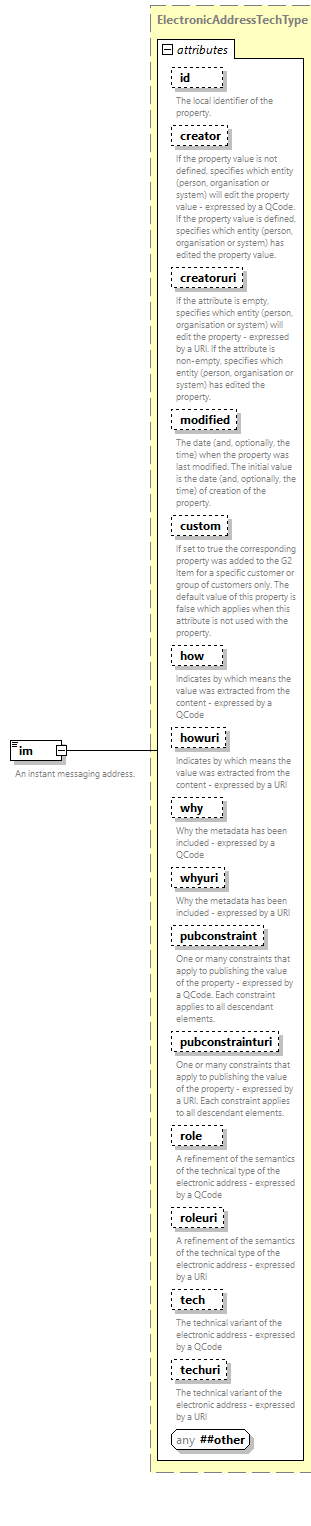 ElectronicAddressTechType
attributes
id
The local identifier of the
property.
creator
If the property value is not
defined, specifies which entity
(person, organisation or
system) will edit the property
value - expressed by a QCode.
If the property value is defined,
specifies which entity (person,
organisation or system) has
edited the property value.
creatoruri
If the attribute is empty,
specifies which entity (person,
organisation or system) will
edit the property - expressed
by a URI. If the attribute is
non-empty, specifies which
entity (person, organisation or
system) has edited the
property.
modified
The date (and, optionally, the
time) when the property was
last modified. The initial value
is the date (and, optionally, the
time) of creation of the
property.
custom
If set to true the corresponding
property was added to the G2
Item for a specific customer or
group of customers only. The
default value of this property is
false which applies when this
attribute is not used with the
property.
how
Indicates by which means the
value was extracted from the
content - expressed by a
QCode
howuri
Indicates by which means the
value was extracted from the
content - expressed by a URI
im
An instant messaging address.
why
Why the metadata has been
included - expressed by a
QCode
whyuri
Why the metadata has been
included - expressed by a URI
pubconstraint
One or many constraints that
apply to publishing the value
of the property - expressed by
a QCode. Each constraint
applies to all descendant
elements.
pubconstrainturi
One or many constraints that
apply to publishing the value
of the property - expressed by
a URI. Each constraint applies
to all descendant elements.
role
A refinement of the semantics
of the technical type of the
electronic address - expressed
by a QCode
roleuri
A refinement of the semantics
of the technical type of the
electronic address - expressed
by a URI
tech
The technical variant of the
electronic address - expressed
by a QCode
techuri
The technical variant of the
electronic address - expressed
by a URI
any ##other